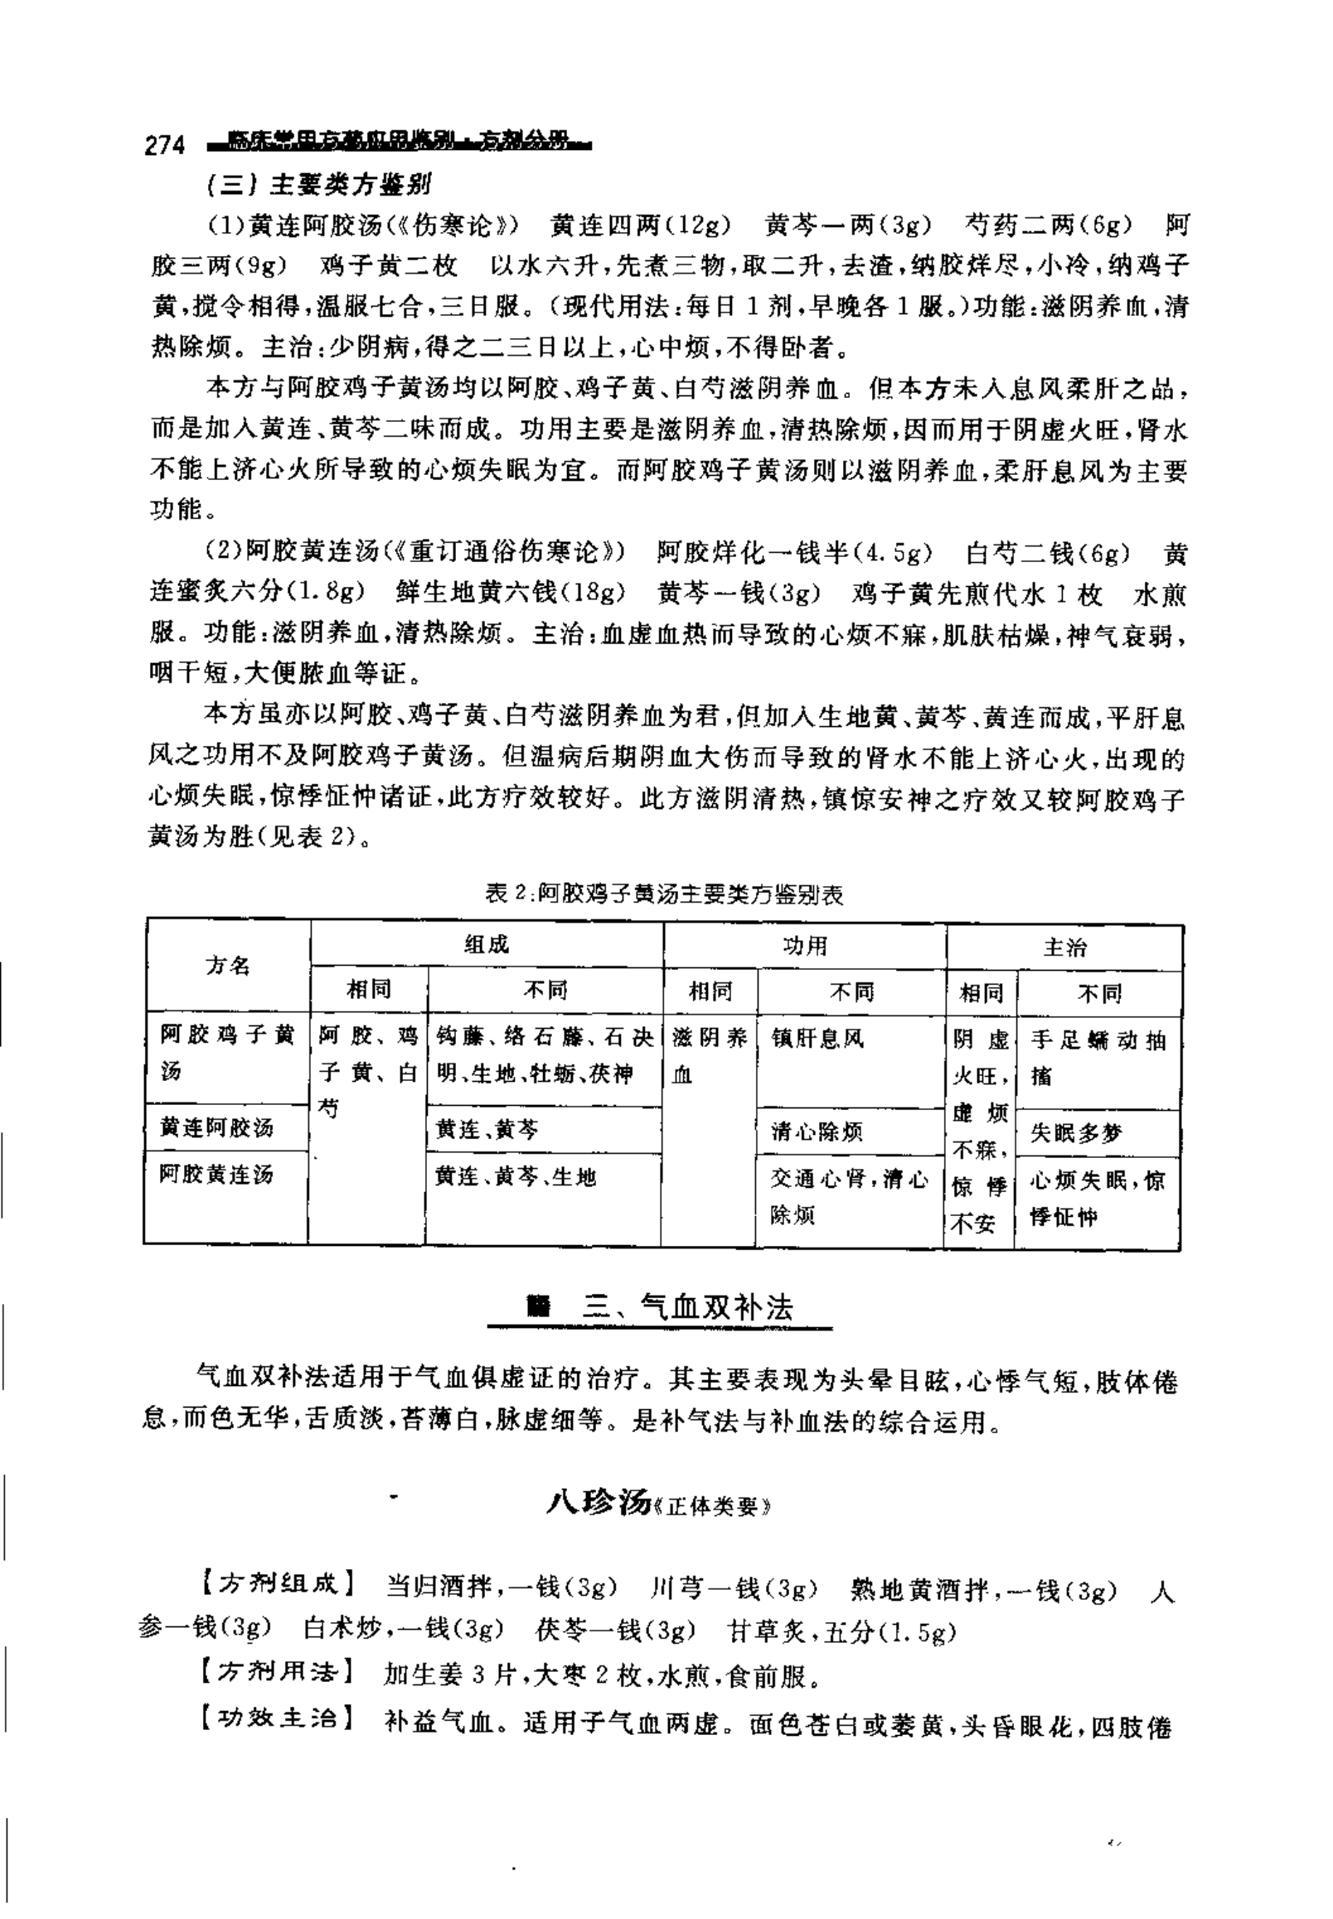 274 临床常用方药应用鉴别·方剂分册
(三) 主要类方鉴别
(1)黄连阿胶汤(《伤寒论》) 黄连四两(12g) 黄芩一两(3g) 芍药二两(6g) 阿
胶三两(9g) 鸡子黄二枚 以水六升,先煮三物,取二升,去渣,纳胶烊尽,小冷,纳鸡子
黄,搅令相得,温服七合,三日服。(现代用法:每日1剂,早晚各1服。)功能:滋阴养血,清
热除烦。主治:少阴病,得之二三日以上,心中烦,不得卧者。
本方与阿胶鸡子黄汤均以阿胶、鸡子黄、白芍滋阴养血。但本方未入息风柔肝之品,
而是加入黄连、黄芩二味而成。功用主要是滋阴养血,清热除烦,因而用于阴虚火旺,肾水
不能上济心火所导致的心烦失眠为宜。而阿胶鸡子黄汤则以滋阴养血,柔肝息风为主要
功能。
(2)阿胶黄连汤(《重订通俗伤寒论》) 阿胶烊化一钱半(4.5g) 白芍二钱(6g) 黄
连蜜炙六分(1.8g) 鲜生地黄六钱(18g) 黄芩一钱(3g) 鸡子黄先煎代水1枚 水煎
服。功能:滋阴养血,清热除烦。主治:血虚血热而导致的心烦不寐,肌肤枯燥,神气衰弱,
咽干短,大便脓血等证。
本方虽亦以阿胶、鸡子黄、白芍滋阴养血为君,但加入生地黄、黄芩、黄连而成,平肝息
风之功用不及阿胶鸡子黄汤。但温病后期阴血大伤而导致的肾水不能上济心火,出现的
心烦失眠,惊悸怔忡诸证,此方疗效较好。此方滋阴清热,镇惊安神之疗效又较阿胶鸡子
黄汤为胜(见表2)。
表2:阿胶鸡子黄汤主要类方鉴别表
方名 组成 功用 主治
相同 不同 相同 不同 相同 不同
阿胶鸡子黄 阿胶、鸡 钩藤、络石藤、石决 滋阴养 镇肝息风 阴虚 手足蠕动抽
汤 子黄、白 明、生地、牡蛎、茯神 血 火旺, 搐
芍 虚烦
黄连阿胶汤 黄连、黄芩 清心除烦 不寐, 失眠多梦
阿胶黄连汤 黄连、黄芩、生地 交通心肾,清心 惊悸 心烦失眠,惊
除烦 不安 悸怔忡
三、气血双补法
气血双补法适用于气血俱虚证的治疗。其主要表现为头晕目眩,心悸气短,肢体倦
怠,而色无华,舌质淡,苔薄白,脉虚细等。是补气法与补血法的综合运用。
八珍汤《正体类要》
【方剂组成】 当归酒拌,一钱(3g) 川芎一钱(3g) 熟地黄酒拌,一钱(3g) 人
参一钱(3g) 白术炒,一钱(3g) 茯苓一钱(3g) 甘草炙,五分(1.5g)
【方剂用法】 加生姜3片,大枣2枚,水煎,食前服。
【功效主治】 补益气血。适用于气血两虚。面色苍白或萎黄,头昏眼花,四肢倦